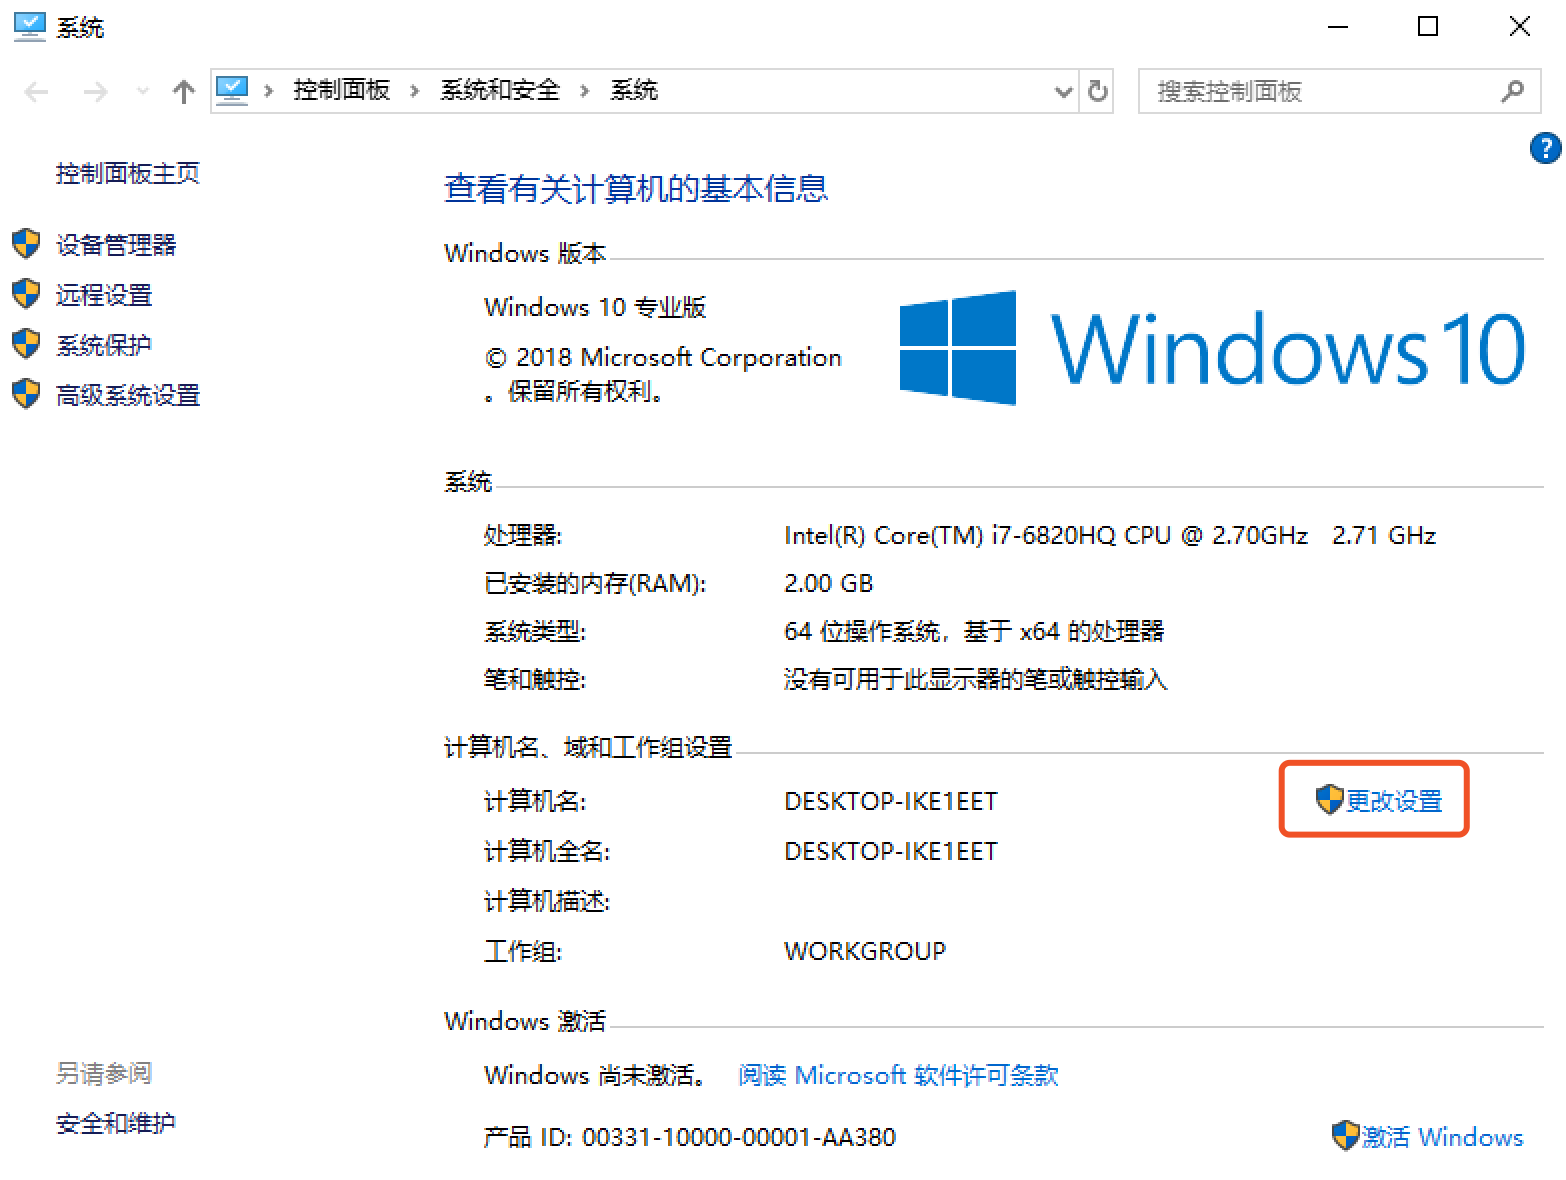 系统
控制面板 系统和安全 系统
搜索控制面板
控制面板主页
设备管理器
远程设置
系统保护
高级系统设置
查看有关计算机的基本信息
Windows 版本
Windows 10 专业版
© 2018 Microsoft Corporation
。保留所有权利。
Windows 10
系统
处理器: Intel(R) Core(TM) i7-6820HQ CPU @ 2.70GHz 2.71 GHz
已安装的内存(RAM): 2.00 GB
系统类型: 64 位操作系统, 基于 x64 的处理器
笔和触控: 没有可用于此显示器的笔或触控输入
计算机名、域和工作组设置
计算机名: DESKTOP-IKE1EET 更改设置
计算机全名: DESKTOP-IKE1EET
计算机描述:
工作组: WORKGROUP
Windows 激活
Windows 尚未激活。 阅读 Microsoft 软件许可条款
产品 ID: 00331-10000-00001-AA380 激活 Windows
另请参阅
安全和维护